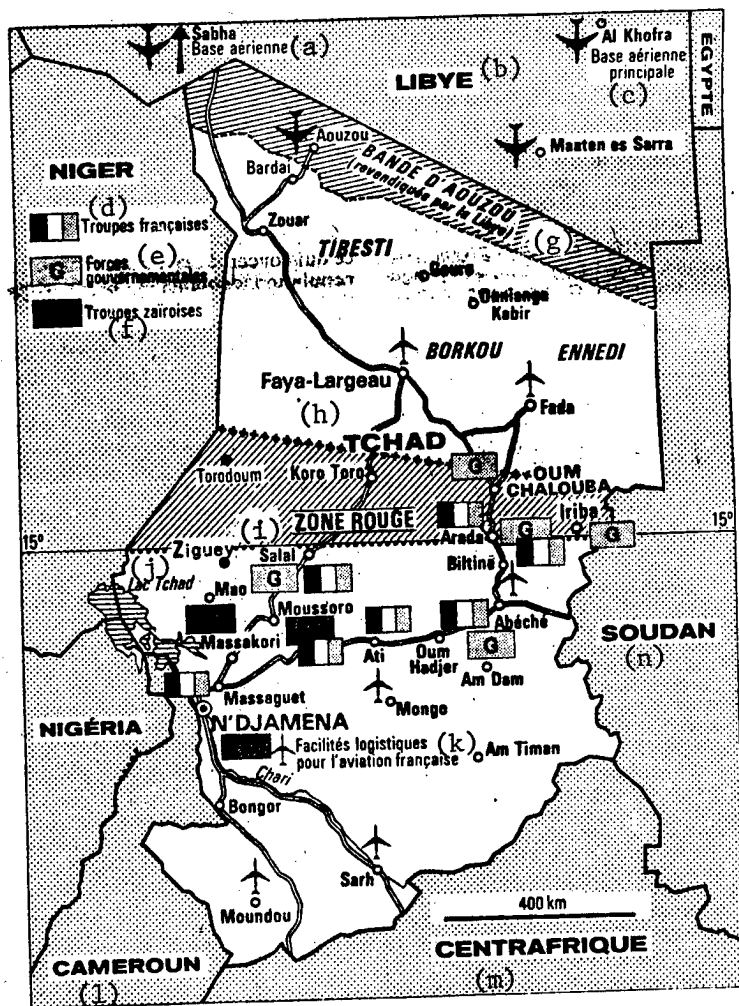 Sabha
Base aérienne (a)
Al Khofra
Base aérienne
principale
(c)
LIBYE (b)
EGYPTE
Maaten es Sarra
Aouzou
Bardai
BANDE D'AOUZOU
(revendiquée par la Libye)
(g)
NIGER
(d)
Troupes françaises
(e)
G
Forces
gouvernementales
Troupes zaïroises
(f)
Zouar
TIBESTI
Gouro
Ounianga
Kebir
BORKOU
ENNEDI
Faya-Largeau
(h)
Fada
TCHAD
G
Torodoum
Koro Toro
OUM
CHALOUBA
Iriba
(i)
ZONE ROUGE
Arada
G
G
15°
15°
Ziguey
Salal
(j)
Lac Tchad
Mao
G
Biltine
Moussoro
Massakori
Abéché
Ati
Oum
Hadjer
G
Am Dam
SOUDAN
(n)
Massaguet
Mongo
NIGÉRIA
N'DJAMENA
Facilités logistiques
pour l'aviation française
(k)
Am Timan
Chari
Bongor
Sarh
Moundou
400 km
CENTRAFRIQUE
(m)
CAMEROUN
(l)